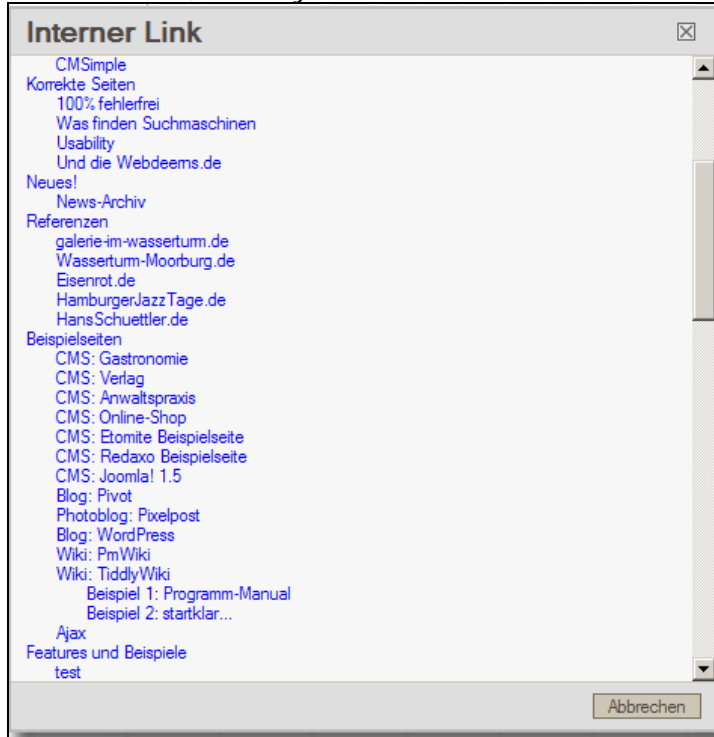 Interner Link
CMSimple
Korrekte Seiten
100% fehlerfrei
Was finden Suchmaschinen
Usability
Und die Webdeerns.de
Neues!
News-Archiv
Referenzen
galerie-im-wasserturm.de
Wasserturm-Moorburg.de
Eisenrot.de
HamburgerJazzTage.de
HansSchuettler.de
Beispielseiten
CMS: Gastronomie
CMS: Verlag
CMS: Anwaltspraxis
CMS: Online-Shop
CMS: Etomite Beispielseite
CMS: Redaxo Beispielseite
CMS: Joomla! 1.5
Blog: Pivot
Photoblog: Pixelpost
Blog: WordPress
Wiki: PmWiki
Wiki: TiddlyWiki
Beispiel 1: Programm-Manual
Beispiel 2: startklar...
Ajax
Features und Beispiele
test
Abbrechen